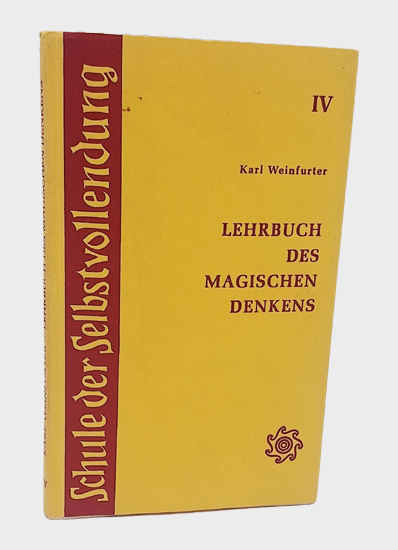 Schule der Selbstvollendung
IV
Karl Weinfurter
LEHRBUCH
DES
MAGISCHEN
DENKENS